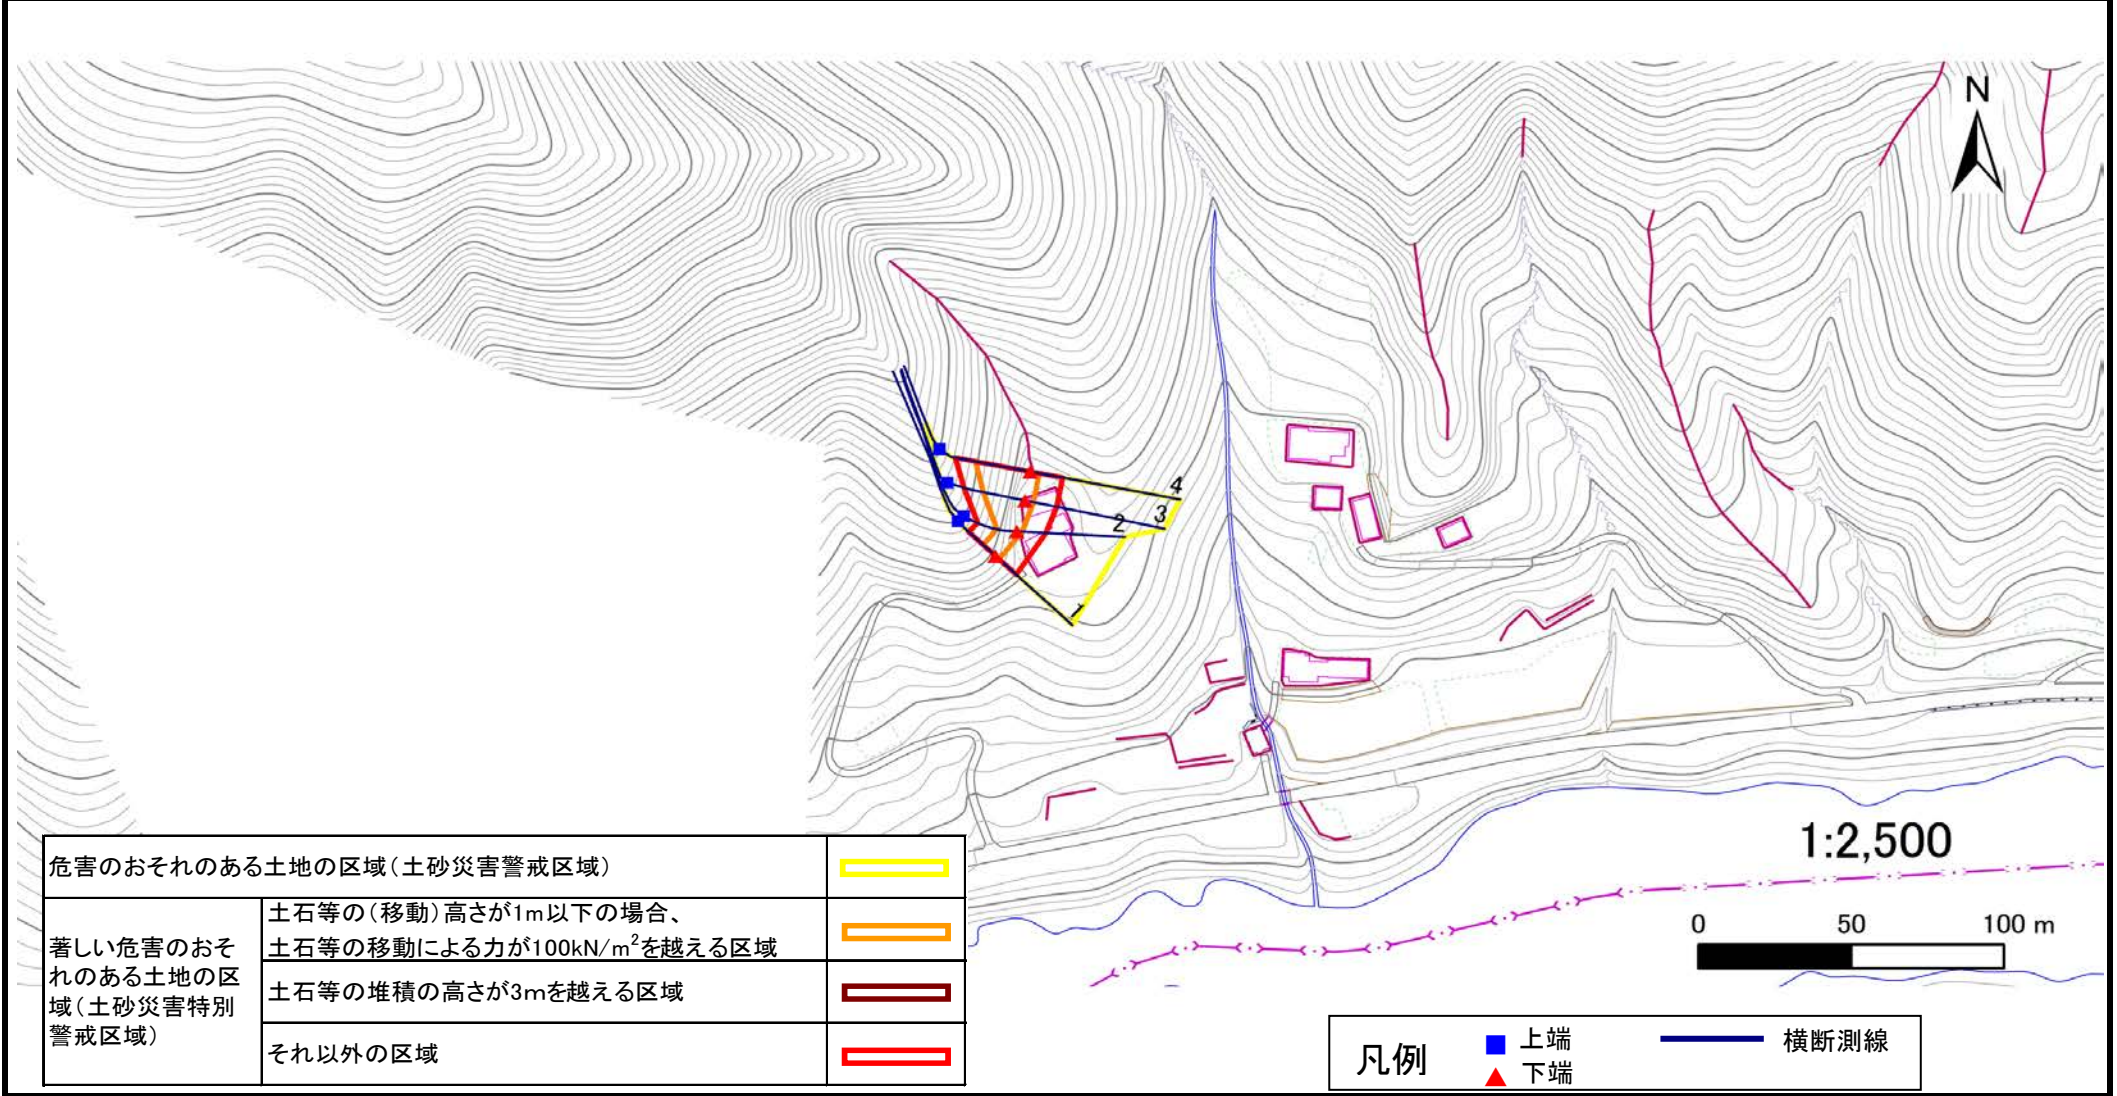 N
4
3
2
1
1:2,500
0 50 100 m
危害のおそれのある土地の区域(土砂災害警戒区域)
著しい危害のおそ
れのある土地の区
域(土砂災害特別
警戒区域)
土石等の(移動)高さが1m以下の場合、
土石等の移動による力が100kN/m²を越える区域
土石等の堆積の高さが3mを越える区域
それ以外の区域
凡例
上端
下端
横断測線